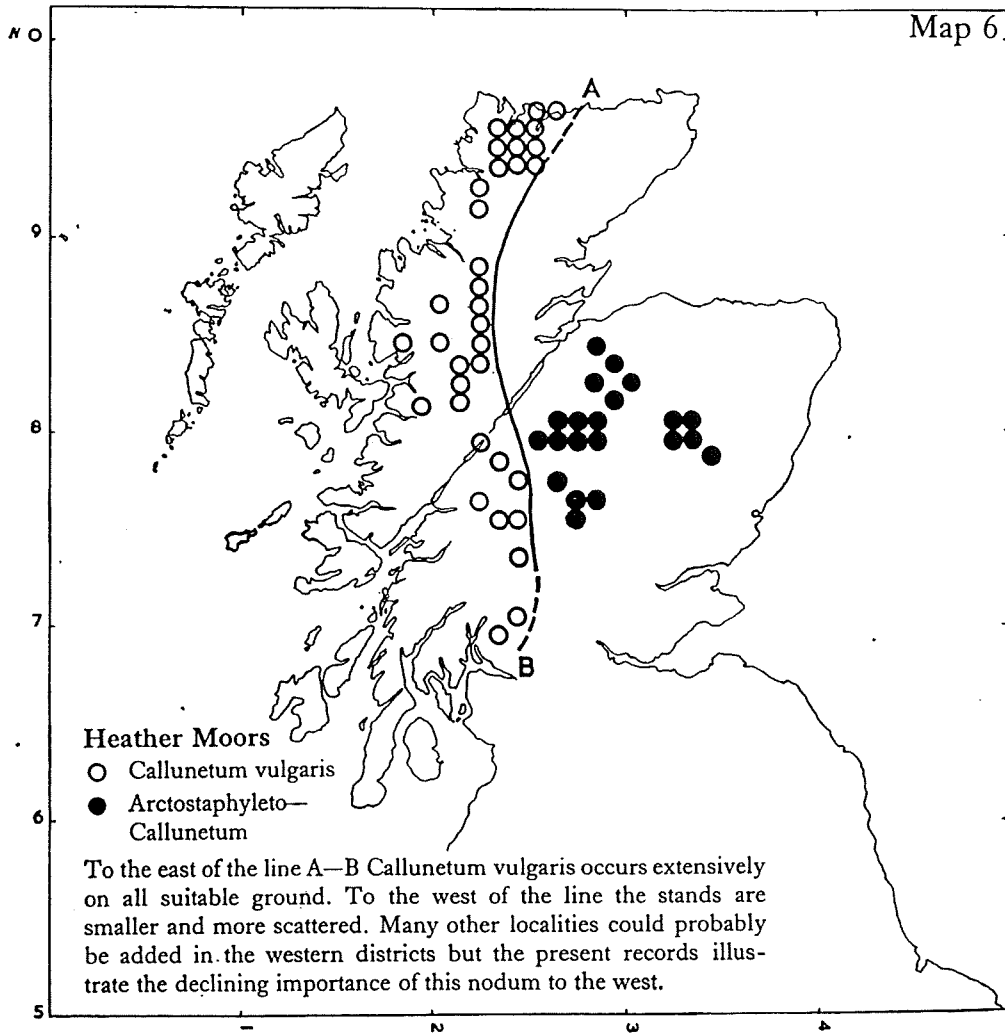 Map 6
N O
A
9
8
7
B
Heather Moors
Callunetum vulgaris
Arctostaphyleto—
Callunetum
6
To the east of the line A—B Callunetum vulgaris occurs extensively
on all suitable ground. To the west of the line the stands are
smaller and more scattered. Many other localities could probably
be added in the western districts but the present records illus-
trate the declining importance of this nodum to the west.
5
1
2
3
4